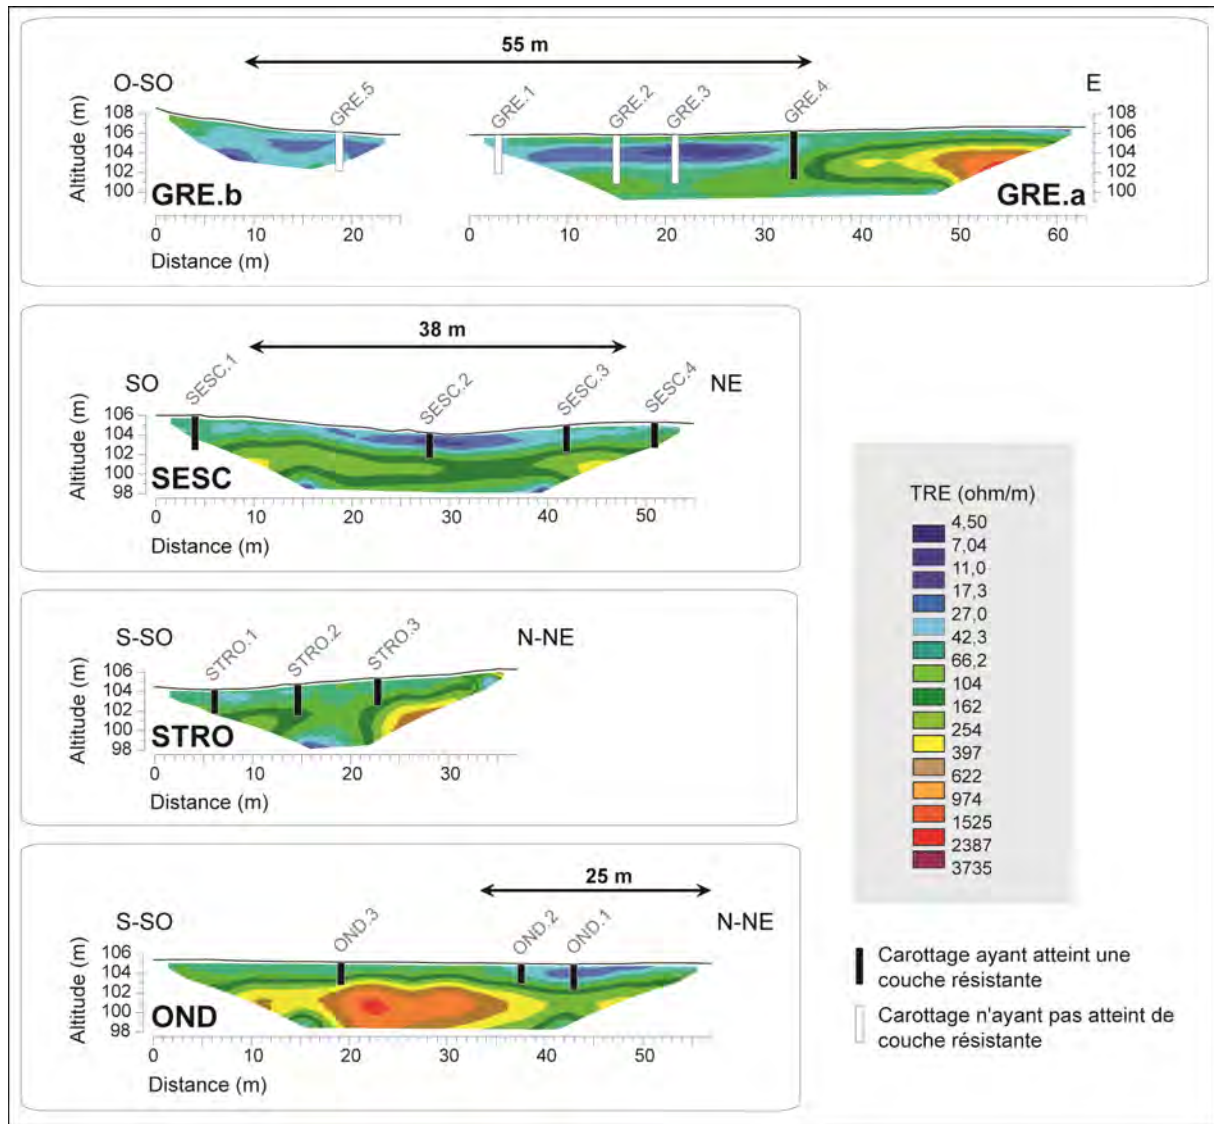 55 m
O-SO
E
GRE.5
GRE.1
GRE.2
GRE.3
GRE.4
Altitude (m)
108
106
104
102
100
108
106
104
102
100
Altitude (m)
GRE.b
GRE.a
0 20
0 10 20 30 40 50 60
Distance (m)
38 m
SO
NE
SESC.1
SESC.2
SESC.3
SESC.4
Altitude (m)
106
104
102
100
98
SESC
0 10 20 30 40 50
Distance (m)
S-SO
N-NE
STRO.1
STRO.2
STRO.3
Altitude (m)
106
104
102
100
98
STRO
0 10 20 30
Distance (m)
25 m
S-SO
N-NE
OND.3
OND.2
OND.1
Altitude (m)
106
104
102
100
98
OND
0 10 20 30 40 50
Distance (m)
TRE (ohm/m)
4,50
7,04
11,0
17,3
27,0
42,3
66,2
104
162
254
397
622
974
1525
2387
3735
Carottage ayant atteint une
couche résistante
Carottage n'ayant pas atteint de
couche résistante